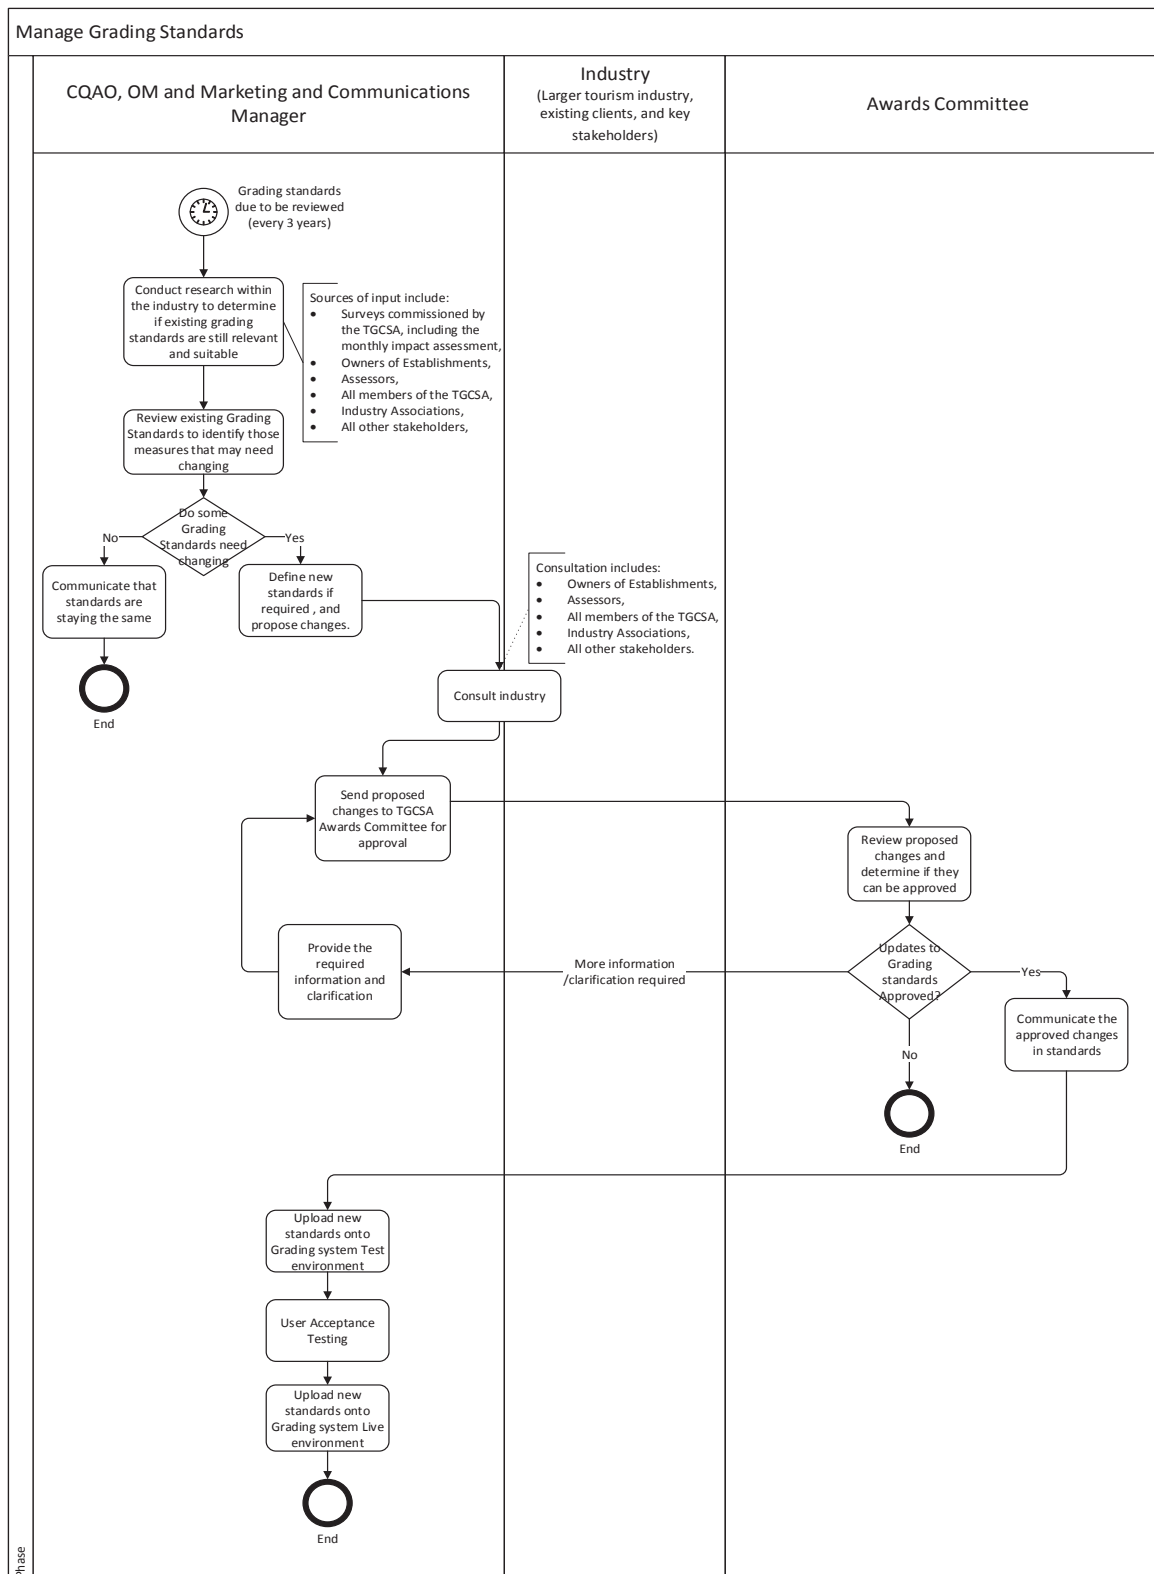 Manage Grading Standards
CQAO, OM and Marketing and Communications
Manager
Industry
(Larger tourism industry,
existing clients, and key
stakeholders)
Awards Committee
Grading standards
due to be reviewed
(every 3 years)
Conduct research within
the industry to determine
if existing grading
standards are still relevant
and suitable
Sources of input include:
• Surveys commissioned by
the TGCSA, including the
monthly impact assessment,
• Owners of Establishments,
• Assessors,
• All members of the TGCSA,
• Industry Associations,
• All other stakeholders,
Review existing Grading
Standards to identify those
measures that may need
changing
Do some
Grading
Standards need
changing
No
Yes
Communicate that
standards are
staying the same
End
Define new
standards if
required , and
propose changes.
Consultation includes:
• Owners of Establishments,
• Assessors,
• All members of the TGCSA,
• Industry Associations,
• All other stakeholders.
Consult industry
Send proposed
changes to TGCSA
Awards Committee for
approval
Review proposed
changes and
determine if they
can be approved
Updates to
Grading
standards
Approved?
More information
/clarification required
Provide the
required
information and
clarification
Yes
Communicate the
approved changes
in standards
No
End
Upload new
standards onto
Grading system Test
environment
User Acceptance
Testing
Upload new
standards onto
Grading system Live
environment
End
Phase